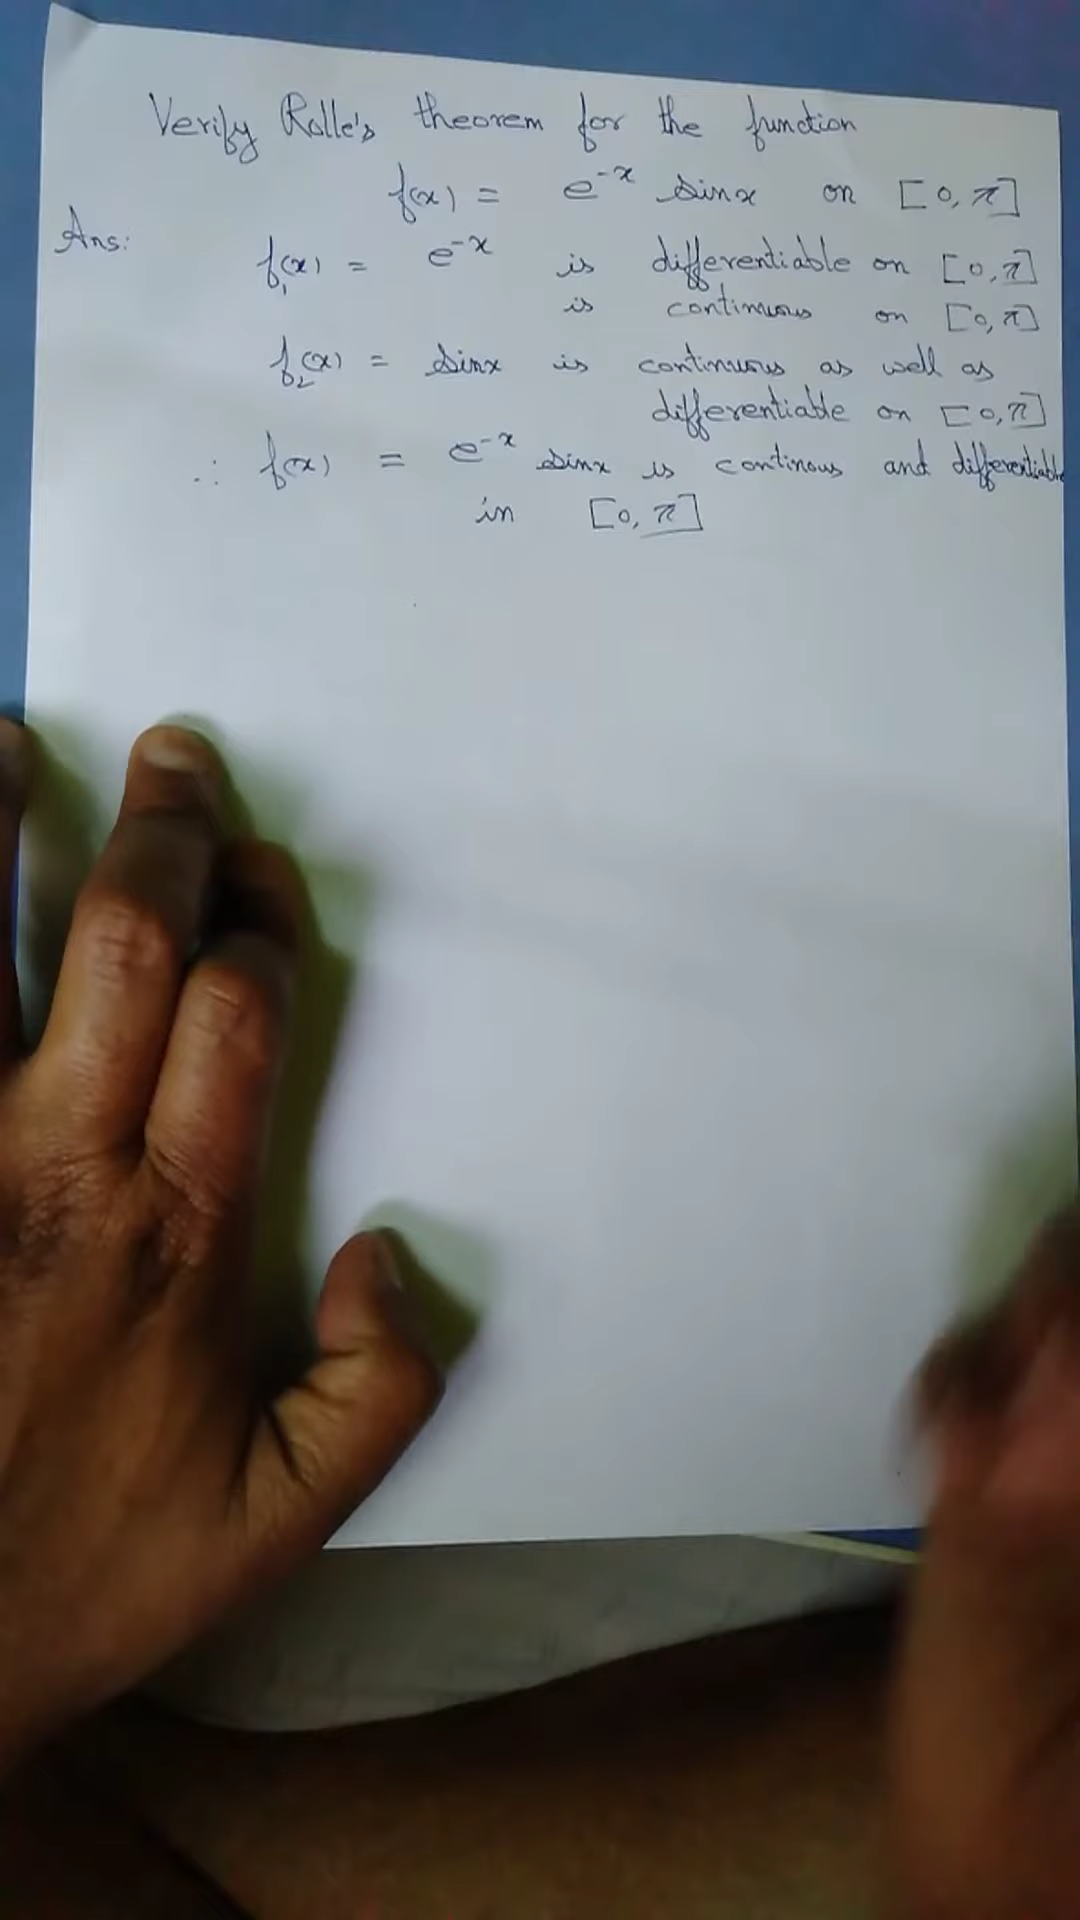 Verify Rolle's theorem for the function
f(x) = e^-x sinx on [0, π]
Ans:
f₁(x) = e^-x is differentiable on [0, π]
is continuous on [0, π]
f₂(x) = sinx is continuous as well as
differentiable on [0, π]
∴ f(x) = e^-x sinx is continous and differentiable
in [0, π]